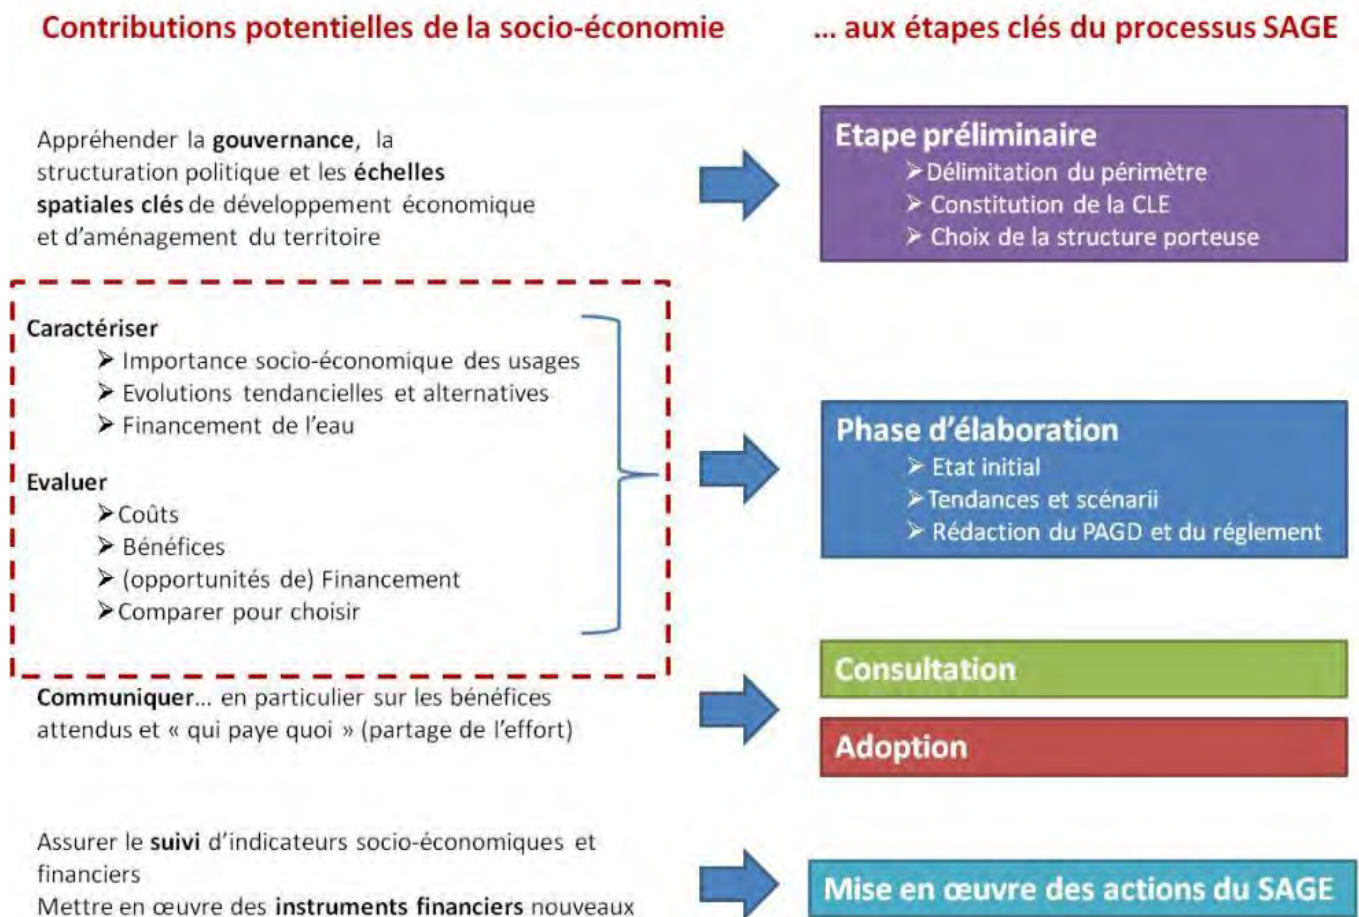 Contributions potentielles de la socio-économie
... aux étapes clés du processus SAGE
Appréhender la gouvernance, la
structuration politique et les échelles
spatiales clés de développement économique
et d'aménagement du territoire
Etape préliminaire
➢ Délimitation du périmètre
➢ Constitution de la CLE
➢ Choix de la structure porteuse
Caractériser
➢ Importance socio-économique des usages
➢ Evolutions tendancielles et alternatives
➢ Financement de l'eau
Evaluer
➢ Coûts
➢ Bénéfices
➢ (opportunités de) Financement
➢ Comparer pour choisir
Phase d'élaboration
➢ Etat initial
➢ Tendances et scénarii
➢ Rédaction du PAGD et du réglement
Communiquer... en particulier sur les bénéfices
attendus et « qui paye quoi » (partage de l'effort)
Consultation
Adoption
Assurer le suivi d'indicateurs socio-économiques et
financiers
Mettre en œuvre des instruments financiers nouveaux
Mise en œuvre des actions du SAGE